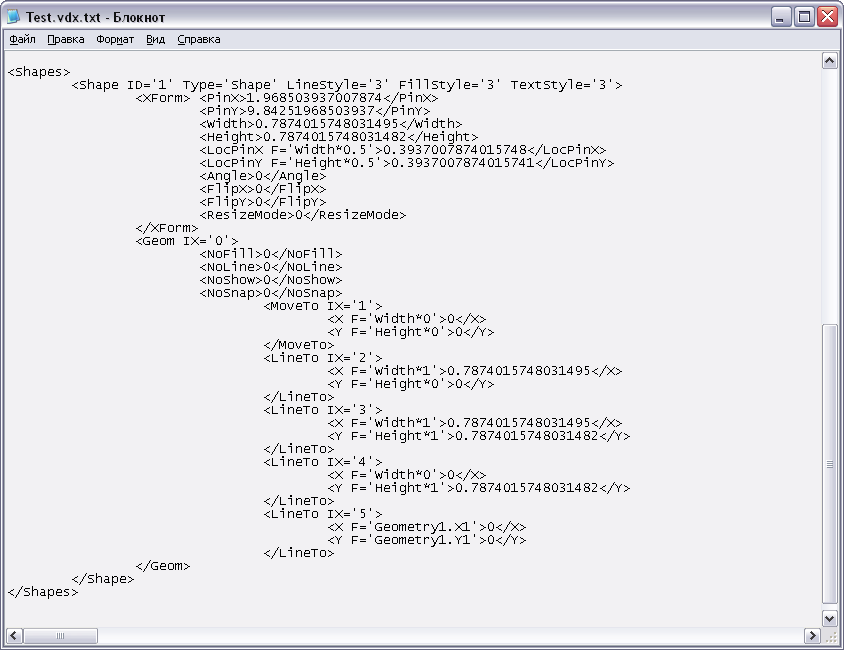 Test.vdx.txt - Блокнот
Файл Правка Формат Вид Справка
<Shapes>
<Shape ID='1' Type='Shape' LineStyle='3' FillStyle='3' TextStyle='3'>
<XForm> <PinX>1.968503937007874</PinX>
<PinY>9.84251968503937</PinY>
<Width>0.7874015748031495</Width>
<Height>0.7874015748031482</Height>
<LocPinX F='Width*0.5'>0.3937007874015748</LocPinX>
<LocPinY F='Height*0.5'>0.3937007874015741</LocPinY>
<Angle>0</Angle>
<FlipX>0</FlipX>
<FlipY>0</FlipY>
<ResizeMode>0</ResizeMode>
</XForm>
<Geom IX='0'>
<NoFill>0</NoFill>
<NoLine>0</NoLine>
<NoShow>0</NoShow>
<NoSnap>0</NoSnap>
<MoveTo IX='1'>
<X F='Width*0'>0</X>
<Y F='Height*0'>0</Y>
</MoveTo>
<LineTo IX='2'>
<X F='Width*1'>0.7874015748031495</X>
<Y F='Height*0'>0</Y>
</LineTo>
<LineTo IX='3'>
<X F='Width*1'>0.7874015748031495</X>
<Y F='Height*1'>0.7874015748031482</Y>
</LineTo>
<LineTo IX='4'>
<X F='Width*0'>0</X>
<Y F='Height*1'>0.7874015748031482</Y>
</LineTo>
<LineTo IX='5'>
<X F='Geometry1.X1'>0</X>
<Y F='Geometry1.Y1'>0</Y>
</LineTo>
</Geom>
</Shape>
</Shapes>